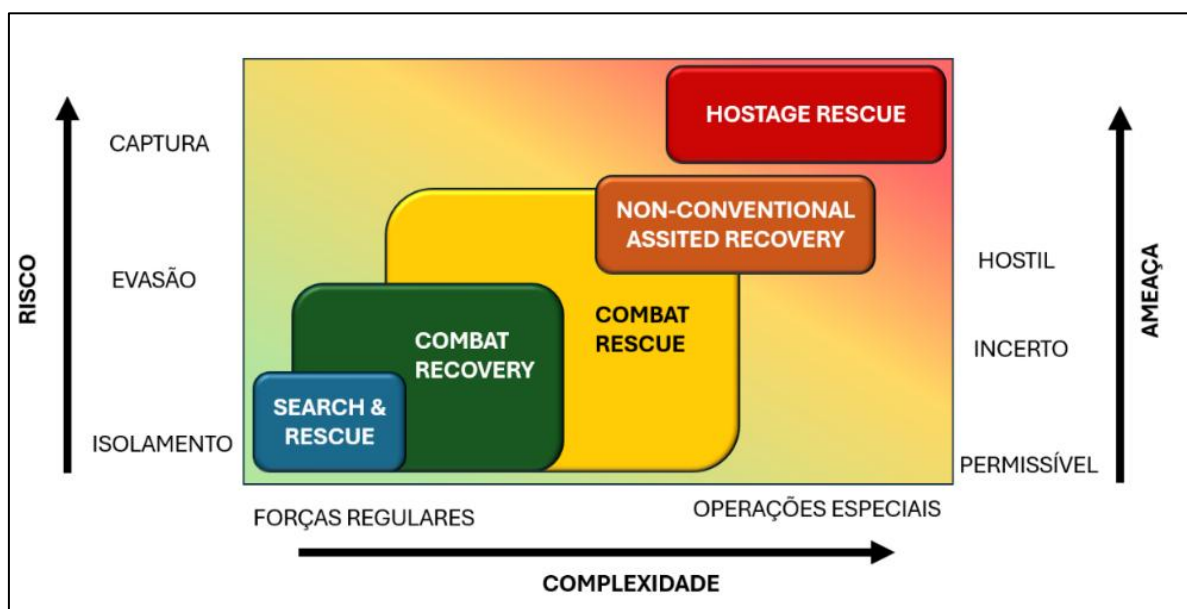 HOSTAGE RESCUE
CAPTURA
NON-CONVENTIONAL
ASSITED RECOVERY
RISCO
EVASÃO
HOSTIL
AMEAÇA
COMBAT
RESCUE
COMBAT
RECOVERY
INCERTO
SEARCH &
RESCUE
ISOLAMENTO
PERMISSÍVEL
FORÇAS REGULARES
OPERAÇÕES ESPECIAIS
COMPLEXIDADE